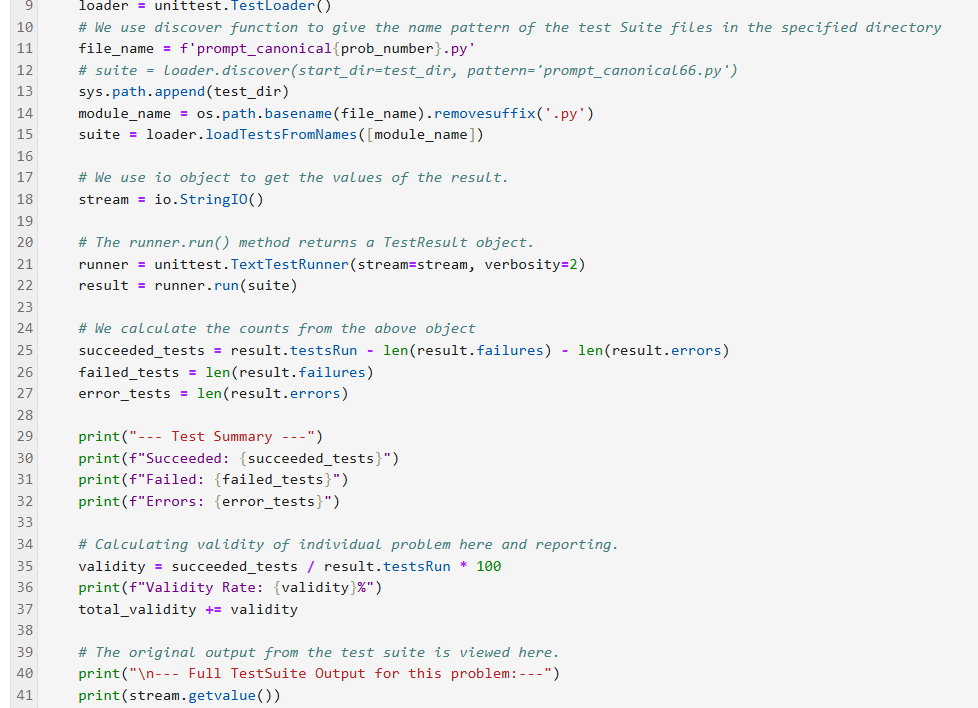 9 loader = unittest.TestLoader()
10 # We use discover function to give the name pattern of the test Suite files in the specified directory
11 file_name = f'prompt_canonical{prob_number}.py'
12 # suite = loader.discover(start_dir=test_dir, pattern='prompt_canonical66.py')
13 sys.path.append(test_dir)
14 module_name = os.path.basename(file_name).removesuffix('.py')
15 suite = loader.loadTestsFromNames([module_name])
16
17 # We use io object to get the values of the result.
18 stream = io.StringIO()
19
20 # The runner.run() method returns a TestResult object.
21 runner = unittest.TextTestRunner(stream=stream, verbosity=2)
22 result = runner.run(suite)
23
24 # We calculate the counts from the above object
25 succeeded_tests = result.testsRun - len(result.failures) - len(result.errors)
26 failed_tests = len(result.failures)
27 error_tests = len(result.errors)
28
29 print("--- Test Summary ---")
30 print(f"Succeeded: {succeeded_tests}")
31 print(f"Failed: {failed_tests}")
32 print(f"Errors: {error_tests}")
33
34 # Calculating validity of individual problem here and reporting.
35 validity = succeeded_tests / result.testsRun * 100
36 print(f"Validity Rate: {validity}%")
37 total_validity += validity
38
39 # The original output from the test suite is viewed here.
40 print("\n--- Full TestSuite Output for this problem:---")
41 print(stream.getvalue())